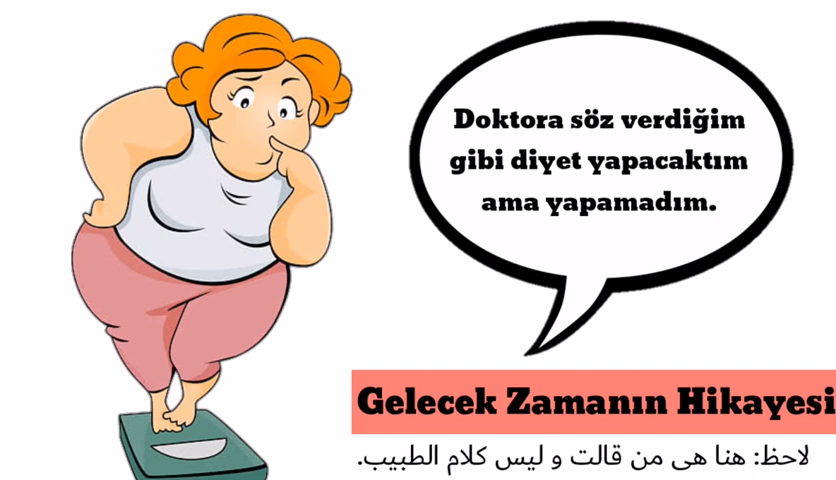 Doktora söz verdiğim
gibi diyet yapacaktım
ama yapamadım.
Gelecek Zamanın Hikayesi
لاحظ: هنا هى من قالت و ليس كلام الطبيب.